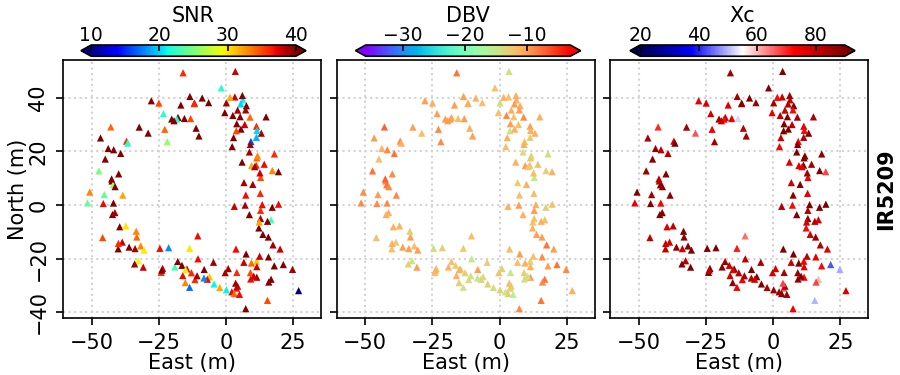 SNR DBV Xc
10 20 30 40 −30 −20 −10 20 40 60 80
40
20
0
−20
−40
North (m)
−50 −25 0 25 −50 −25 0 25 −50 −25 0 25
East (m) East (m) East (m)
IR5209